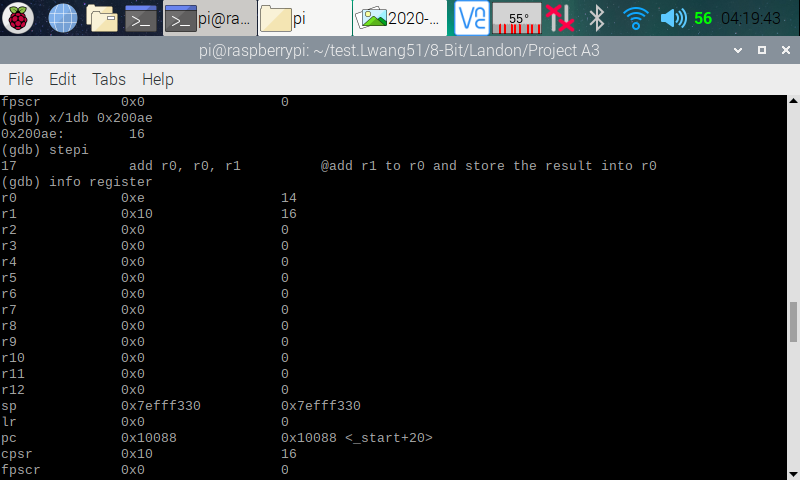 pi@ra...
pi
2020-...
55°
56
04:19:43
pi@raspberrypi: ~/test.Lwang51/8-Bit/Landon/Project A3
File Edit Tabs Help
fpscr 0x0 0
(gdb) x/1db 0x200ae
0x200ae: 16
(gdb) stepi
17 add r0, r0, r1 @add r1 to r0 and store the result into r0
(gdb) info register
r0 0xe 14
r1 0x10 16
r2 0x0 0
r3 0x0 0
r4 0x0 0
r5 0x0 0
r6 0x0 0
r7 0x0 0
r8 0x0 0
r9 0x0 0
r10 0x0 0
r11 0x0 0
r12 0x0 0
sp 0x7efff330 0x7efff330
lr 0x0 0
pc 0x10088 0x10088 <_start+20>
cpsr 0x10 16
fpscr 0x0 0